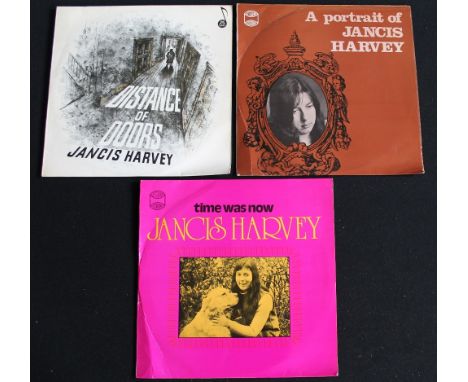 DISTANCE
OF
DOORS
JANCIS HARVEY
A portrait of
JANCIS
HARVEY
time was now
JANCIS HARVEY